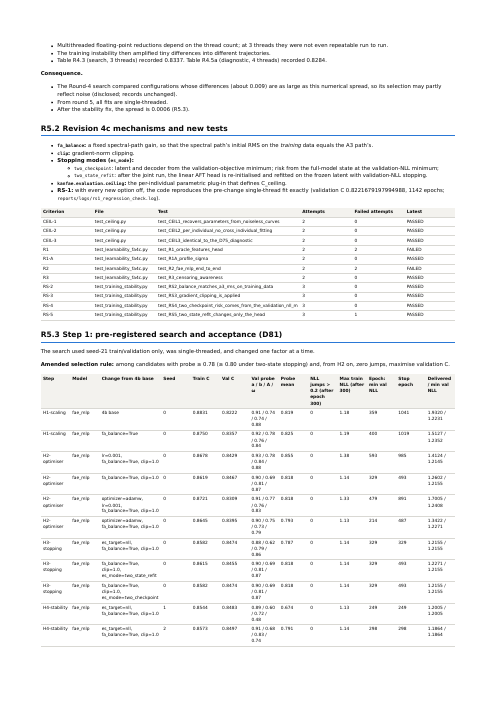 • Multithreaded floating-point reductions depend on the thread count; at 3 threads they were not even repeatable run to run.
• The training instability then amplified tiny differences into different trajectories.
• Table R4.3 (search, 3 threads) recorded 0.8337. Table R4.5a (diagnostic, 4 threads) recorded 0.8284.
Consequence.
• The Round-4 search compared configurations whose differences (about 0.009) are as large as this numerical spread, so its selection may partly
reflect noise (disclosed; records unchanged).
• From round 5, all fits are single-threaded.
• After the stability fix, the spread is 0.0006 (R5.3).
R5.2 Revision 4c mechanisms and new tests
• fa_balance: a fixed spectral-path gain, so that the spectral path's initial RMS on the training data equals the A3 path's.
• clip: gradient-norm clipping.
• Stopping modes (es_mode):
◦ two_checkpoint: latent and decoder from the validation-objective minimum; risk from the full-model state at the validation-NLL minimum;
◦ two_state_refit: after the joint run, the linear AFT head is re-initialised and refitted on the frozen latent with validation-NLL stopping.
evaluation.ceiling: the per-individual parametric plug-in that defines C_ceiling.
• RS-1: with every new option off, the code reproduces the pre-change single-thread fit exactly (validation C 0.8216791979949​88, 1142 epochs;
reports/logs/rs1_regression_check.log).
Criterion File Test Attempts Failed attempts Latest
CEIL-1 test_ceiling.py test_CEIL1_recovers_parameters_from_noiseless_curves 2 0 PASSED
CEIL-2 test_ceiling.py test_CEIL2_per_individual_no_cross_individual_fitting 2 0 PASSED
CEIL-3 test_ceiling.py test_CEIL3_identical_to_the_D75_diagnostic 2 0 PASSED
R1 test_learnability_fa4c.py test_R1_oracle_features_head 2 2 FAILED
R1-A test_learnability_fa4c.py test_R1A_profile_sigma 2 0 PASSED
R2 test_learnability_fa4c.py test_R2_fae_mlp_end_to_end 2 2 FAILED
R3 test_learnability_fa4c.py test_R3_censoring_awareness 2 0 PASSED
RS-2 test_training_stability.py test_RS2_balance_matches_a3_rms_on_training_data 3 0 PASSED
RS-3 test_training_stability.py test_RS3_gradient_clipping_is_applied 3 0 PASSED
RS-4 test_training_stability.py test_RS4_two_checkpoint_risk_comes_from_the_validation_nll_m 3 0 PASSED
RS-5 test_training_stability.py test_RS5_two_state_refit_changes_only_the_head 3 1 PASSED
R5.3 Step 1: pre-registered search and acceptance (D81)
The search used seed-21 train/validation only, was single-threaded, and changed one factor at a time.
Amended selection rule: among candidates with probe a ≥ 0.78 (≥ 0.80 under two-state stopping) and, from H2 on, zero jumps, maximise validation C.
Step Model Change from 4b base Seed Train C Val C Val probe a / b / A / ω Probe mean NLL jumps > 0.2 (after epoch 300) Max train NLL (after 300) Epoch: min val NLL Stop epoch Delivered / min val NLL
H1-scaling fae_mlp 4b base 0 0.8831 0.8222 0.91 / 0.74 / 0.74 / 0.88 0.819 0 1.18 359 1041 1.9320 / 1.2231
H1-scaling fae_mlp fa_balance=True 0 0.8750 0.8357 0.92 / 0.78 / 0.76 / 0.84 0.825 0 1.19 403 1019 1.5127 / 1.2352
H2-optimiser fae_mlp lr=0.001, fa_balance=True, clip=1.0 0 0.8678 0.8429 0.93 / 0.78 / 0.84 / 0.88 0.855 0 1.38 593 985 1.4124 / 1.2145
H2-optimiser fae_mlp fa_balance=True, clip=1.0 0 0.8619 0.8467 0.90 / 0.69 / 0.81 / 0.87 0.818 0 1.14 329 493 1.2602 / 1.2155
H2-optimiser fae_mlp optimizer=adamw, lr=0.001, fa_balance=True, clip=1.0 0 0.8721 0.8309 0.91 / 0.77 / 0.76 / 0.83 0.818 0 1.33 479 891 1.7005 / 1.2408
H2-optimiser fae_mlp optimizer=adamw, fa_balance=True, clip=1.0 0 0.8645 0.8395 0.90 / 0.75 / 0.73 / 0.79 0.793 0 1.13 214 487 1.3422 / 1.2271
H3-stopping fae_mlp es_target=nll, fa_balance=True, clip=1.0 0 0.8582 0.8474 0.88 / 0.62 / 0.79 / 0.86 0.787 0 1.14 329 329 1.2155 / 1.2155
H3-stopping fae_mlp fa_balance=True, clip=1.0, es_mode=two_state_refit 0 0.8615 0.8455 0.90 / 0.69 / 0.81 / 0.87 0.818 0 1.14 329 493 1.2271 / 1.2155
H3-stopping fae_mlp fa_balance=True, clip=1.0, es_mode=two_checkpoint 0 0.8582 0.8474 0.90 / 0.69 / 0.81 / 0.87 0.818 0 1.14 329 493 1.2155 / 1.2155
H4-stability fae_mlp es_target=nll, fa_balance=True, clip=1.0 1 0.8544 0.8483 0.89 / 0.60 / 0.72 / 0.48 0.674 0 1.13 249 249 1.2005 / 1.2005
H4-stability fae_mlp es_target=nll, fa_balance=True, clip=1.0 2 0.8573 0.8497 0.91 / 0.68 / 0.83 / 0.74 0.791 0 1.14 298 298 1.1864 / 1.1864